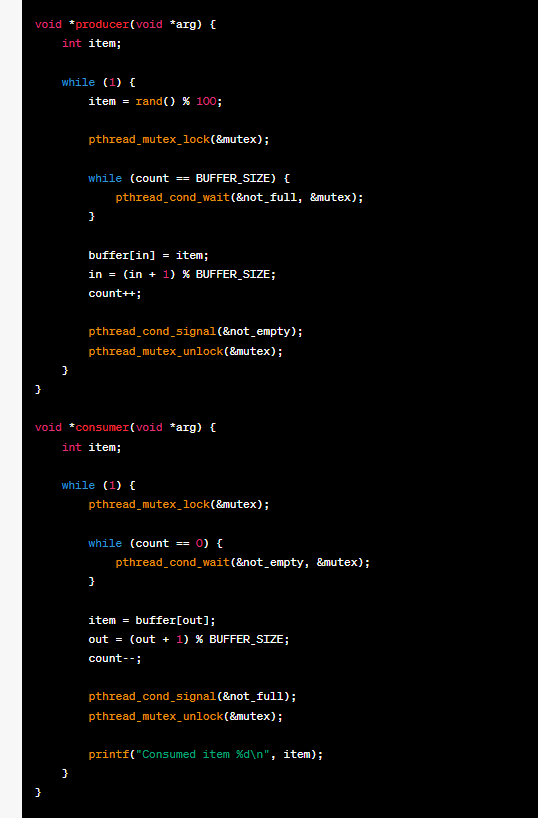 void *producer(void *arg) {
    int item;

    while (1) {
        item = rand() % 100;

        pthread_mutex_lock(&mutex);

        while (count == BUFFER_SIZE) {
            pthread_cond_wait(&not_full, &mutex);
        }

        buffer[in] = item;
        in = (in + 1) % BUFFER_SIZE;
        count++;

        pthread_cond_signal(&not_empty);
        pthread_mutex_unlock(&mutex);
    }
}

void *consumer(void *arg) {
    int item;

    while (1) {
        pthread_mutex_lock(&mutex);

        while (count == 0) {
            pthread_cond_wait(&not_empty, &mutex);
        }

        item = buffer[out];
        out = (out + 1) % BUFFER_SIZE;
        count--;

        pthread_cond_signal(&not_full);
        pthread_mutex_unlock(&mutex);

        printf("Consumed item %d\n", item);
    }
}